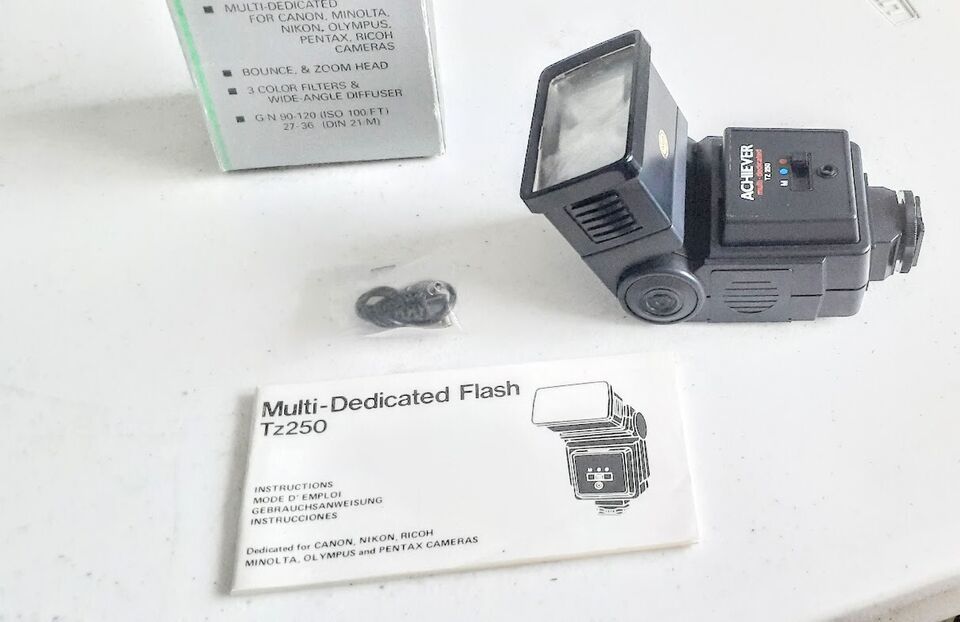 ■ MULTI-DEDICATED
FOR CANON, MINOLTA,
NIKON, OLYMPUS,
PENTAX, RICOH
CAMERAS
■ BOUNCE, & ZOOM HEAD
■ 3 COLOR FILTERS &
WIDE-ANGLE DIFFUSER
■ G·N 90-120 (ISO 100/FT)
27-36 (DIN 21/M)
ACHIEVER
multi-dedicated
TZ 250
M
Multi-Dedicated Flash
Tz250
INSTRUCTIONS
MODE D'EMPLOI
GEBRAUCHSANWEISUNG
INSTRUCCIONES
Dedicated for CANON, NIKON, RICOH
MINOLTA, OLYMPUS and PENTAX CAMERAS